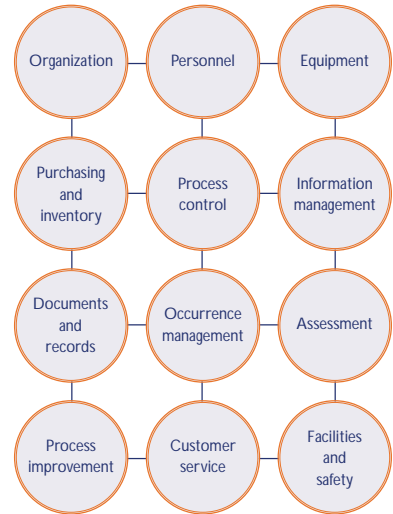 Organization
Personnel
Equipment
Purchasing
and
inventory
Process
control
Information
management
Documents
and
records
Occurrence
management
Assessment
Process
improvement
Customer
service
Facilities
and
safety